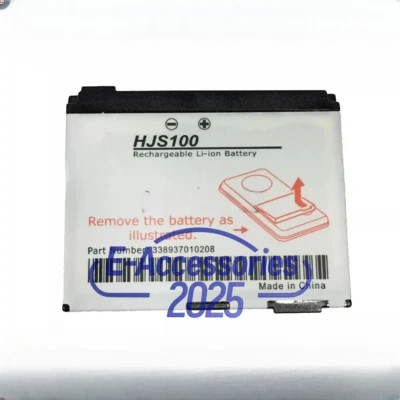 HJS100
Rechargeable Li-ion Battery
Remove the battery as
illustrated.
Part Number: 338937010208
E-Accessories
2025
Made in China